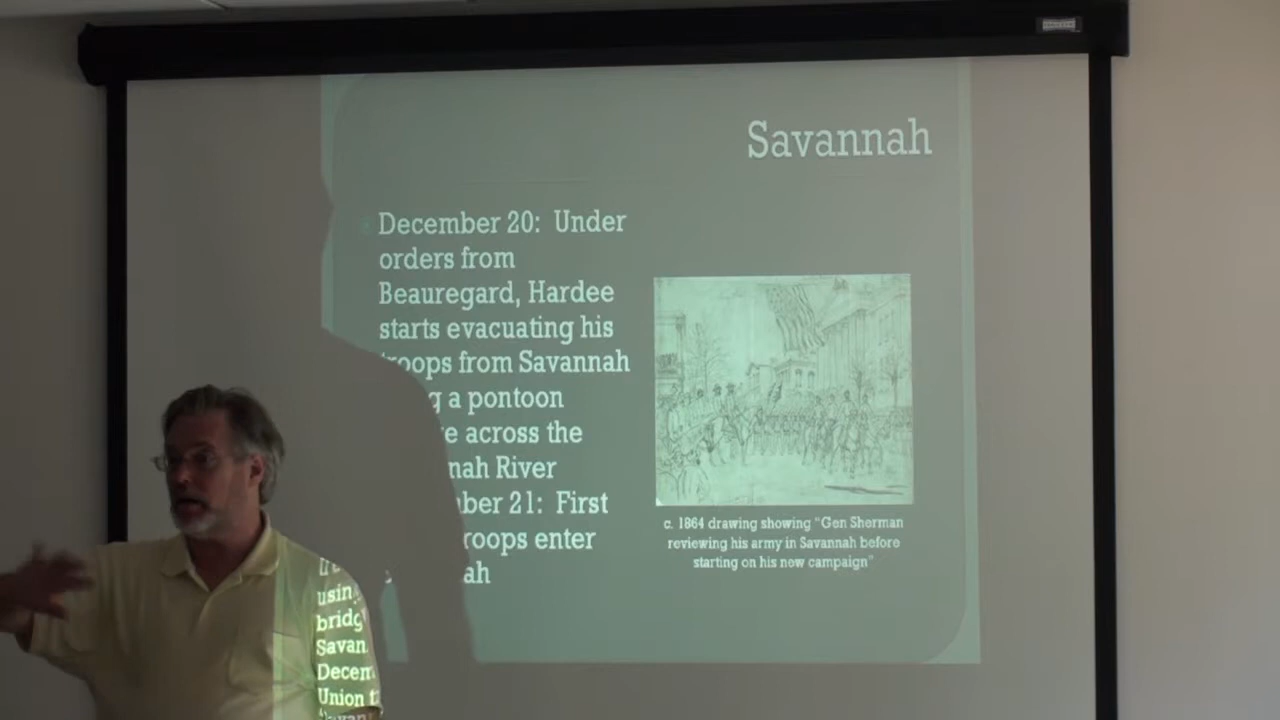 Savannah
December 20: Under
orders from
Beauregard, Hardee
starts evacuating his
troops from Savannah
g a pontoon
e across the
nah River
ber 21: First
roops enter
ah
c. 1864 drawing showing "Gen Sherman
reviewing his army in Savannah before
starting on his new campaign"
usin
bridg
Savan
Decem
Union t